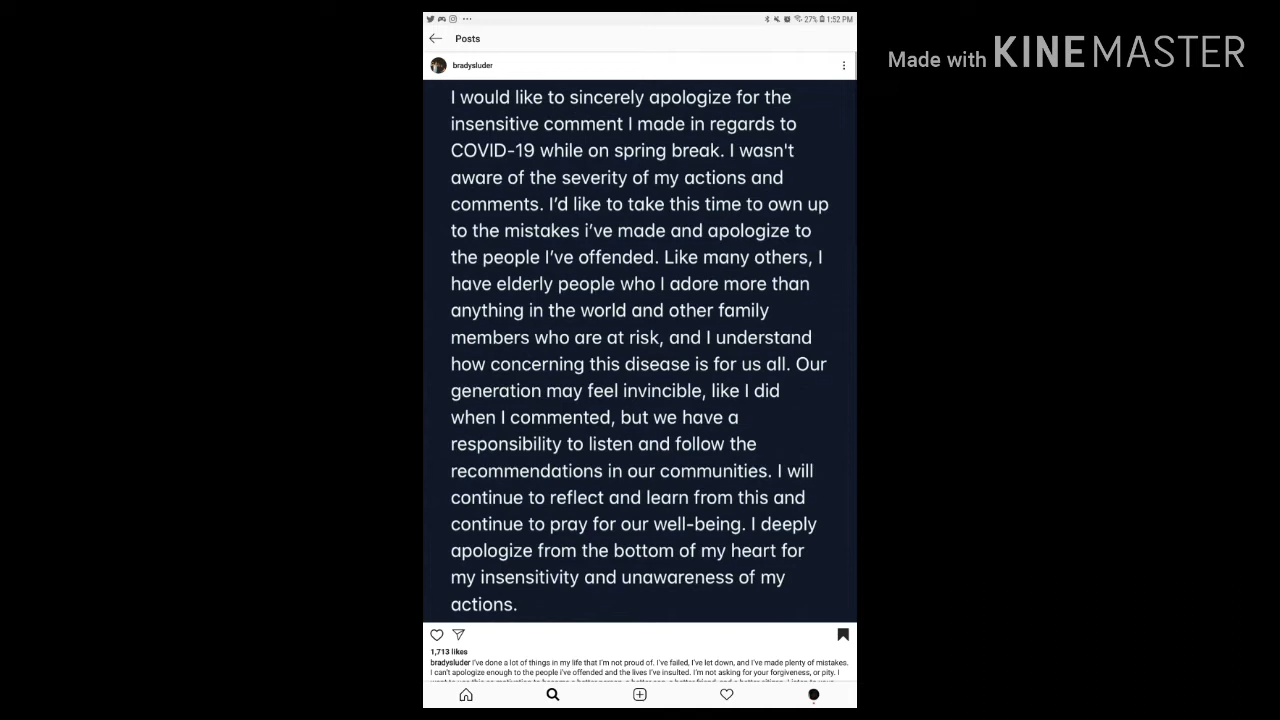 27% 1:52 PM
Posts
Made with KINEMASTER
bradysluder
I would like to sincerely apologize for the
insensitive comment I made in regards to
COVID-19 while on spring break. I wasn't
aware of the severity of my actions and
comments. I'd like to take this time to own up
to the mistakes i've made and apologize to
the people I've offended. Like many others, I
have elderly people who I adore more than
anything in the world and other family
members who are at risk, and I understand
how concerning this disease is for us all. Our
generation may feel invincible, like I did
when I commented, but we have a
responsibility to listen and follow the
recommendations in our communities. I will
continue to reflect and learn from this and
continue to pray for our well-being. I deeply
apologize from the bottom of my heart for
my insensitivity and unawareness of my
actions.
1,713 likes
bradysluder I've done a lot of things in my life that I'm not proud of. I've failed, I've let down, and I've made plenty of mistakes.
I can't apologize enough to the people i've offended and the lives I've insulted. I'm not asking for your forgiveness, or pity. I